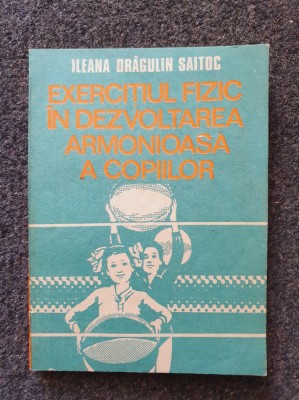 ILEANA DRĂGULIN SAITOC
EXERCIȚIUL FIZIC
ÎN DEZVOLTAREA
ARMONIOASĂ
A COPIILOR